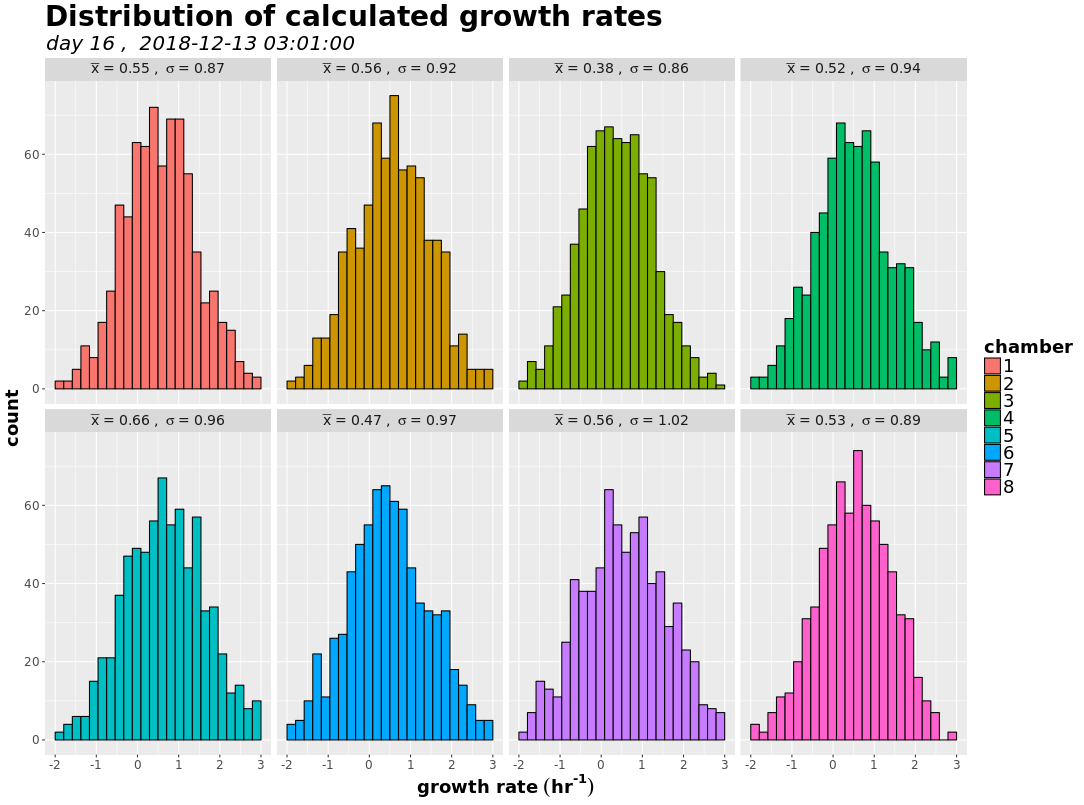 Distribution of calculated growth rates
day 16 ,  2018-12-13 03:01:00
x̅ = 0.55 ,  σ = 0.87
x̅ = 0.56 ,  σ = 0.92
x̅ = 0.38 ,  σ = 0.86
x̅ = 0.52 ,  σ = 0.94
60
40
20
0
x̅ = 0.66 ,  σ = 0.96
x̅ = 0.47 ,  σ = 0.97
x̅ = 0.56 ,  σ = 1.02
x̅ = 0.53 ,  σ = 0.89
60
40
20
0
-2 -1 0 1 2 3
-2 -1 0 1 2 3
-2 -1 0 1 2 3
-2 -1 0 1 2 3
count
growth rate (hr⁻¹)
chamber
1
2
3
4
5
6
7
8